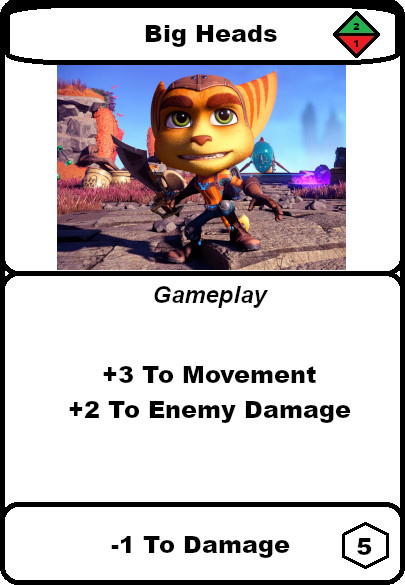 Big Heads
2
1
Gameplay
+3 To Movement
+2 To Enemy Damage
-1 To Damage
5